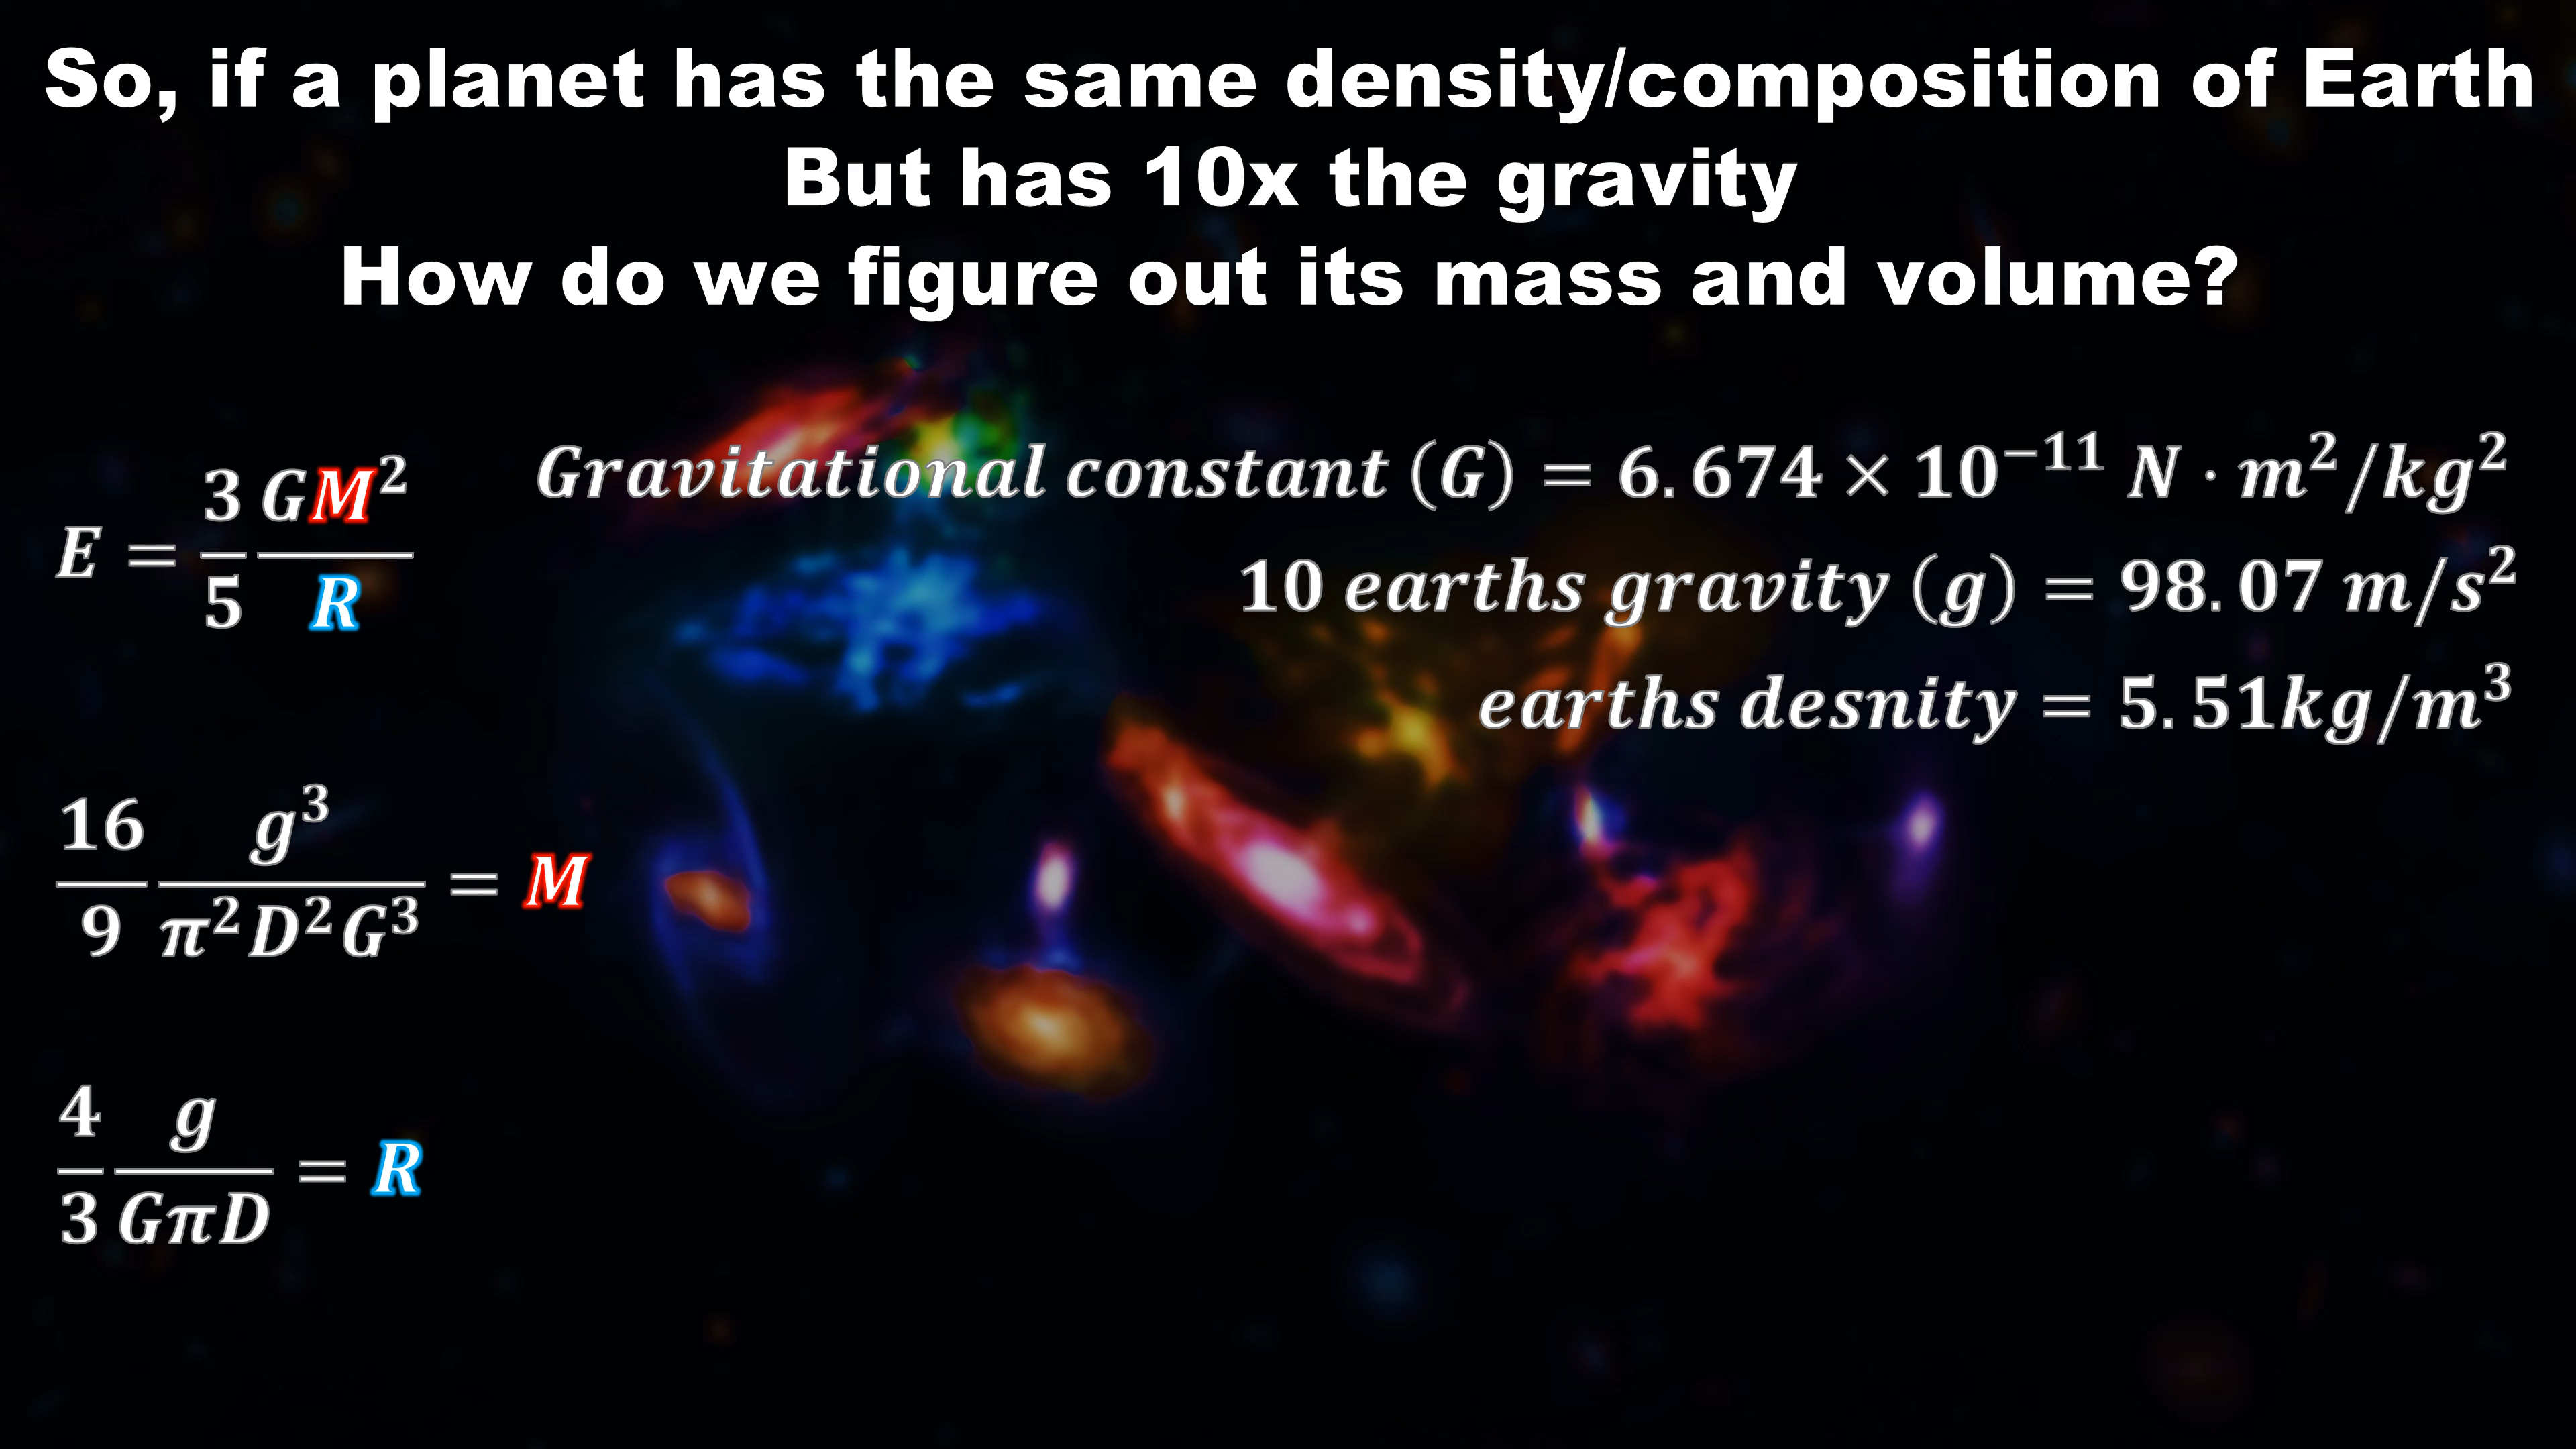 So, if a planet has the same density/composition of Earth
But has 10x the gravity
How do we figure out its mass and volume?
E = 3/5 GM²/R
Gravitational constant (G) = 6.674 × 10⁻¹¹ N · m²/kg²
10 earths gravity (g) = 98.07 m/s²
earths desnity = 5.51kg/m³
16/9 g³/π²D²G³ = M
4/3 g/GπD = R